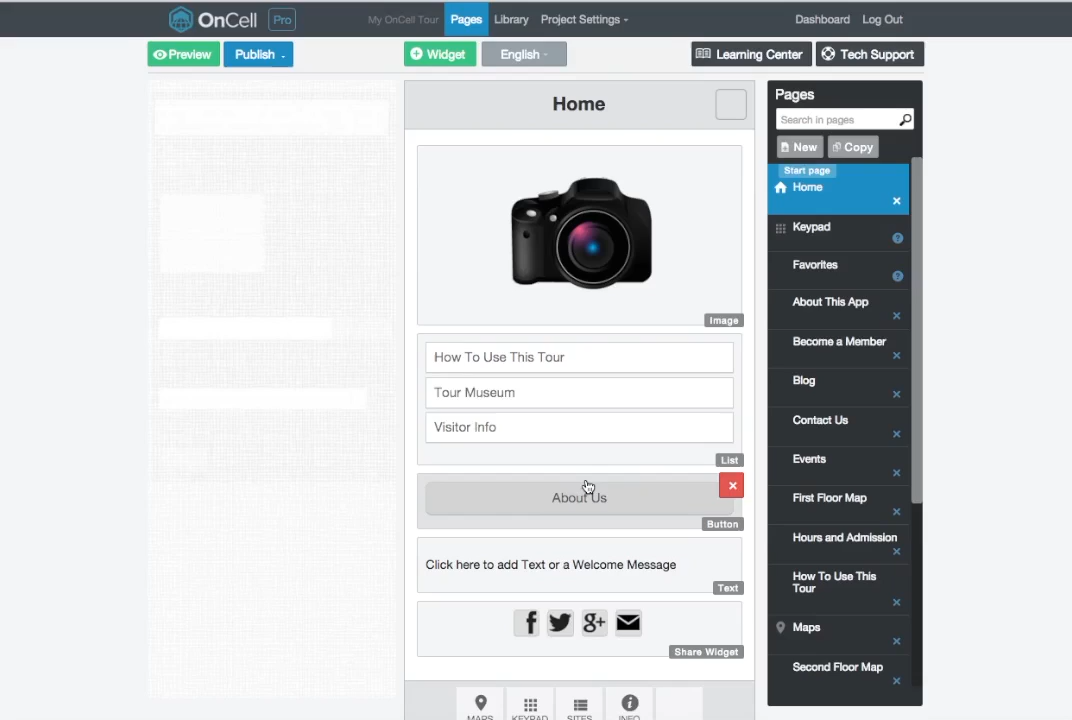 OnCell Pro
My OnCell Tour
Pages
Library
Project Settings
Dashboard
Log Out
Preview
Publish
Widget
English
Learning Center
Tech Support
Home
Image
How To Use This Tour
Tour Museum
Visitor Info
List
About Us
Button
Click here to add Text or a Welcome Message
Text
g+
Share Widget
MAPS
KEYPAD
SITES
INFO
Pages
Search in pages
New
Copy
Start page
Home
Keypad
Favorites
About This App
Become a Member
Blog
Contact Us
Events
First Floor Map
Hours and Admission
How To Use This
Tour
Maps
Second Floor Map